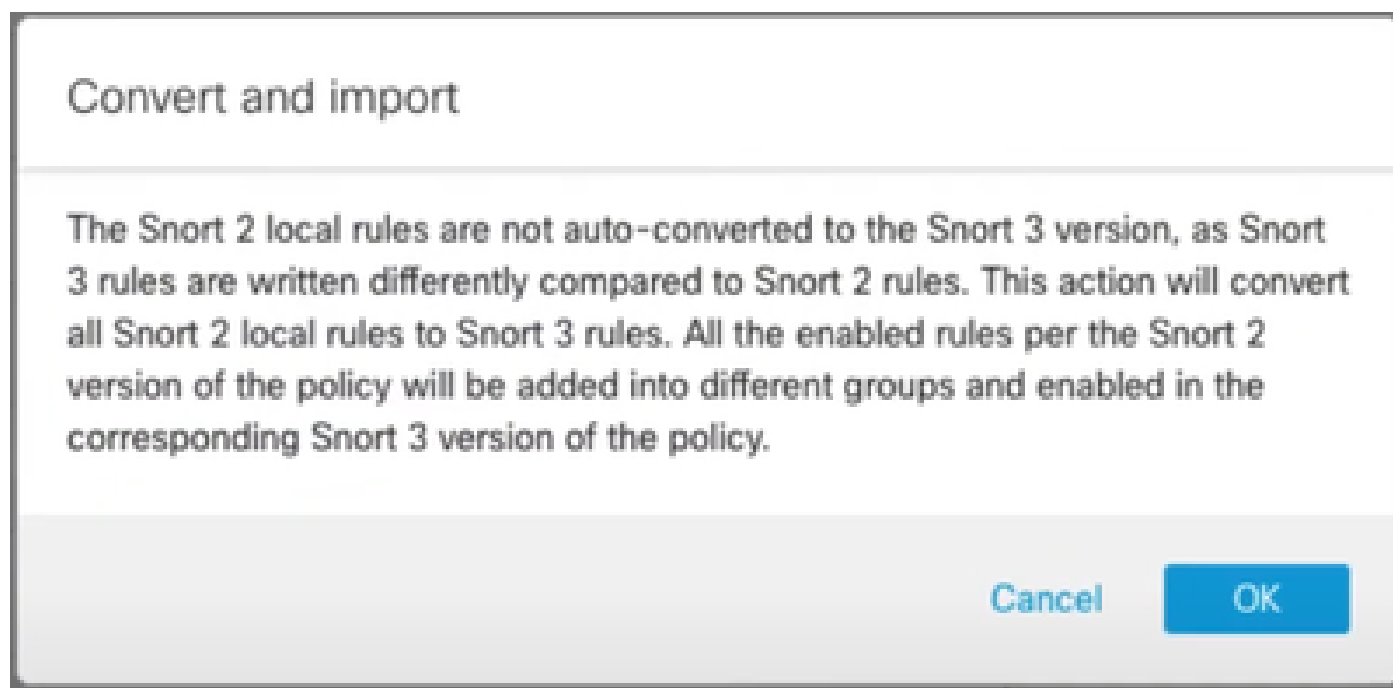 Convert and import
The Snort 2 local rules are not auto-converted to the Snort 3 version, as Snort
3 rules are written differently compared to Snort 2 rules. This action will convert
all Snort 2 local rules to Snort 3 rules. All the enabled rules per the Snort 2
version of the policy will be added into different groups and enabled in the
corresponding Snort 3 version of the policy.
Cancel
OK